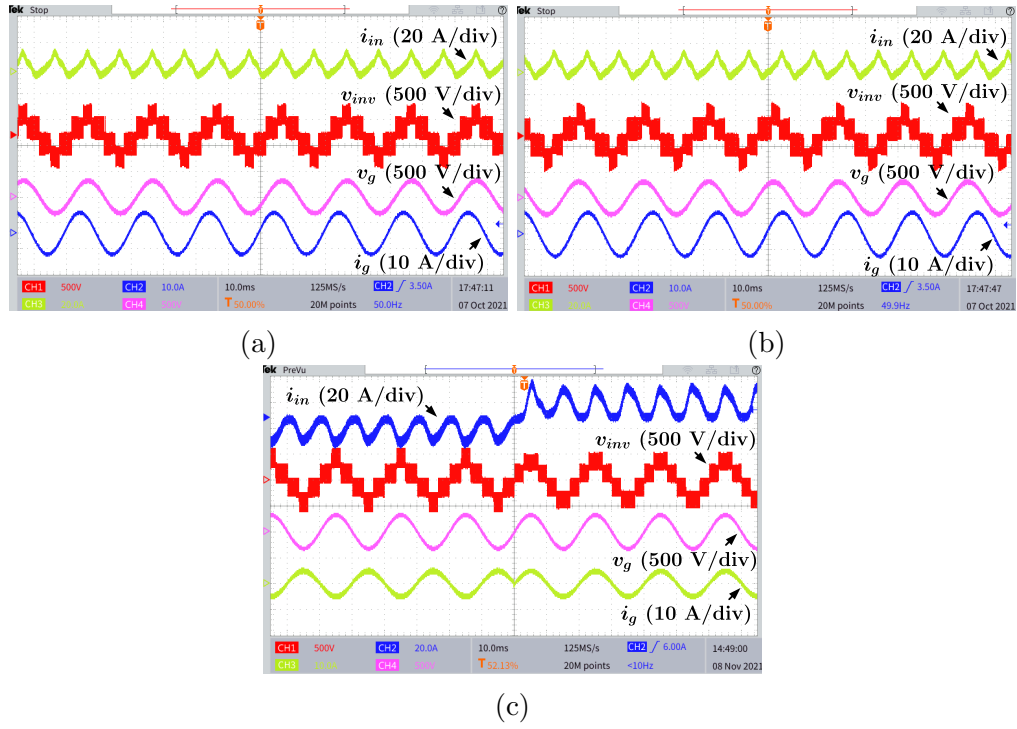 Tek Stop
i_in (20 A/div)
v_inv (500 V/div)
v_g (500 V/div)
i_g (10 A/div)
CH1 500V CH2 10.0A 10.0ms 125MS/s CH2 3.50A 17:47:11
CH3 20.0A CH4 500V T 50.00% 20M points 50.0Hz 07 Oct 2021
(a)
Tek Stop
i_in (20 A/div)
v_inv (500 V/div)
v_g (500 V/div)
i_g (10 A/div)
CH1 500V CH2 10.0A 10.0ms 125MS/s CH2 3.50A 17:47:47
CH3 20.0A CH4 500V T 50.00% 20M points 49.9Hz 07 Oct 2021
(b)
Tek PreVu
i_in (20 A/div)
v_inv (500 V/div)
v_g (500 V/div)
i_g (10 A/div)
CH1 500V CH2 20.0A 10.0ms 125MS/s CH2 6.00A 14:49:00
CH3 10.0A CH4 500V T 52.13% 20M points <10Hz 08 Nov 2021
(c)